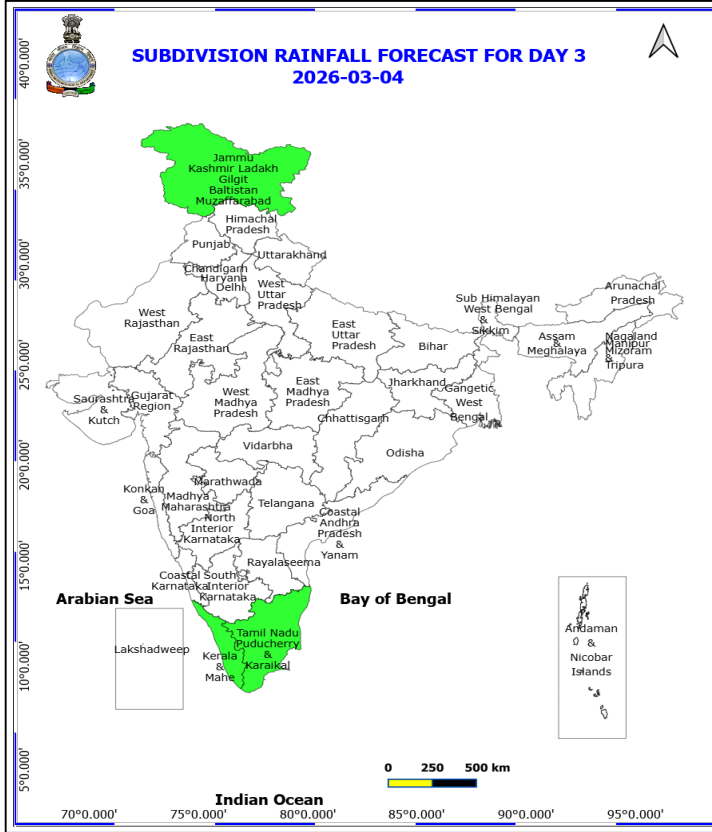 SUBDIVISION RAINFALL FORECAST FOR DAY 3
2026-03-04
40°0.000'
35°0.000'
30°0.000'
25°0.000'
20°0.000'
15°0.000'
10°0.000'
5°0.000'
Jammu
Kashmir Ladakh
Gilgit
Baltistan
Muzaffarabad
Himachal
Pradesh
Punjab
Uttarakhand
Chandigarh
Haryana
Delhi
West
Uttar
Pradesh
West
Rajasthan
East
Rajasthan
East
Uttar
Pradesh
Bihar
Sub Himalayan
West Bengal
&
Sikkim
Arunachal
Pradesh
Assam
&
Meghalaya
Nagaland
Manipur
Mizoram
&
Tripura
Saurashtra
&
Kutch
Gujarat
Region
West
Madhya
Pradesh
East
Madhya
Pradesh
Jharkhand
Gangetic
West
Bengal
Chhattisgarh
Odisha
Vidarbha
Konkan
&
Goa
Madhya
Maharashtra
Marathwada
Telangana
North
Interior
Karnataka
Coastal
Andhra
Pradesh
&
Yanam
Rayalaseema
Coastal
Karnataka
South
Interior
Karnataka
Arabian Sea
Bay of Bengal
Lakshadweep
Kerala
&
Mahe
Tamil Nadu
Puducherry
&
Karaikal
Andaman
&
Nicobar
Islands
0 250 500 km
Indian Ocean
70°0.000' 75°0.000' 80°0.000' 85°0.000' 90°0.000' 95°0.000'